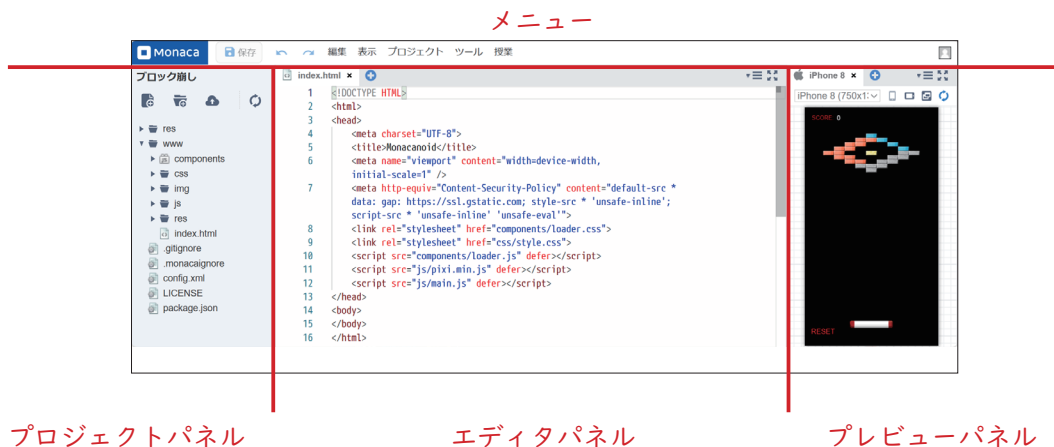 メニュー
Monaca 保存 編集 表示 プロジェクト ツール 授業
ブロック崩し
index.html ×
iPhone 8 ×
iPhone 8 (750x1:
res
www
components
css
img
js
res
index.html
.gitignore
.monacaignore
config.xml
LICENSE
package.json
1 <!DOCTYPE HTML>
2 <html>
3 <head>
4 <meta charset="UTF-8">
5 <title>Monacanoid</title>
6 <meta name="viewport" content="width=device-width,
initial-scale=1" />
7 <meta http-equiv="Content-Security-Policy" content="default-src *
data: gap: https://ssl.gstatic.com; style-src * 'unsafe-inline';
script-src * 'unsafe-inline' 'unsafe-eval'">
8 <link rel="stylesheet" href="components/loader.css">
9 <link rel="stylesheet" href="css/style.css">
10 <script src="components/loader.js" defer></script>
11 <script src="js/pixi.min.js" defer></script>
12 <script src="js/main.js" defer></script>
13 </head>
14 <body>
15 </body>
16 </html>
SCORE 0
RESET
プロジェクトパネル
エディタパネル
プレビューパネル